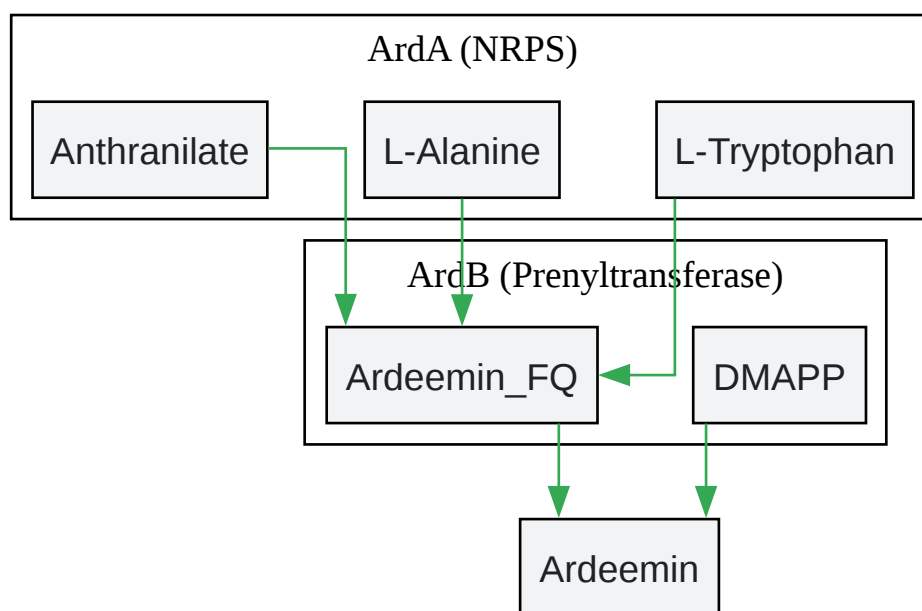 ArdA (NRPS)
Anthranilate
L-Alanine
L-Tryptophan
ArdB (Prenyltransferase)
Ardeemin_FQ
DMAPP
Ardeemin